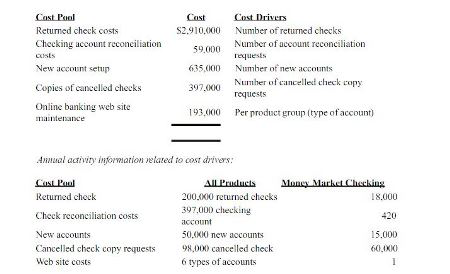 Cost Pool Cost Cost Drivers
Returned check costs $2,910,000 Number of returned checks
Checking account reconciliation costs 59,000 Number of account reconciliation requests
New account setup 635,000 Number of new accounts
Copies of cancelled checks 397,000 Number of cancelled check copy requests
Online banking web site maintenance 193,000 Per product group (type of account)
Annual activity information related to cost drivers:
Cost Pool All Products Money Market Checking
Returned check 200,000 returned checks 18,000
Check reconciliation costs 397,000 checking account 420
New accounts 50,000 new accounts 15,000
Cancelled check copy requests 98,000 cancelled check 60,000
Web site costs 6 types of accounts 1